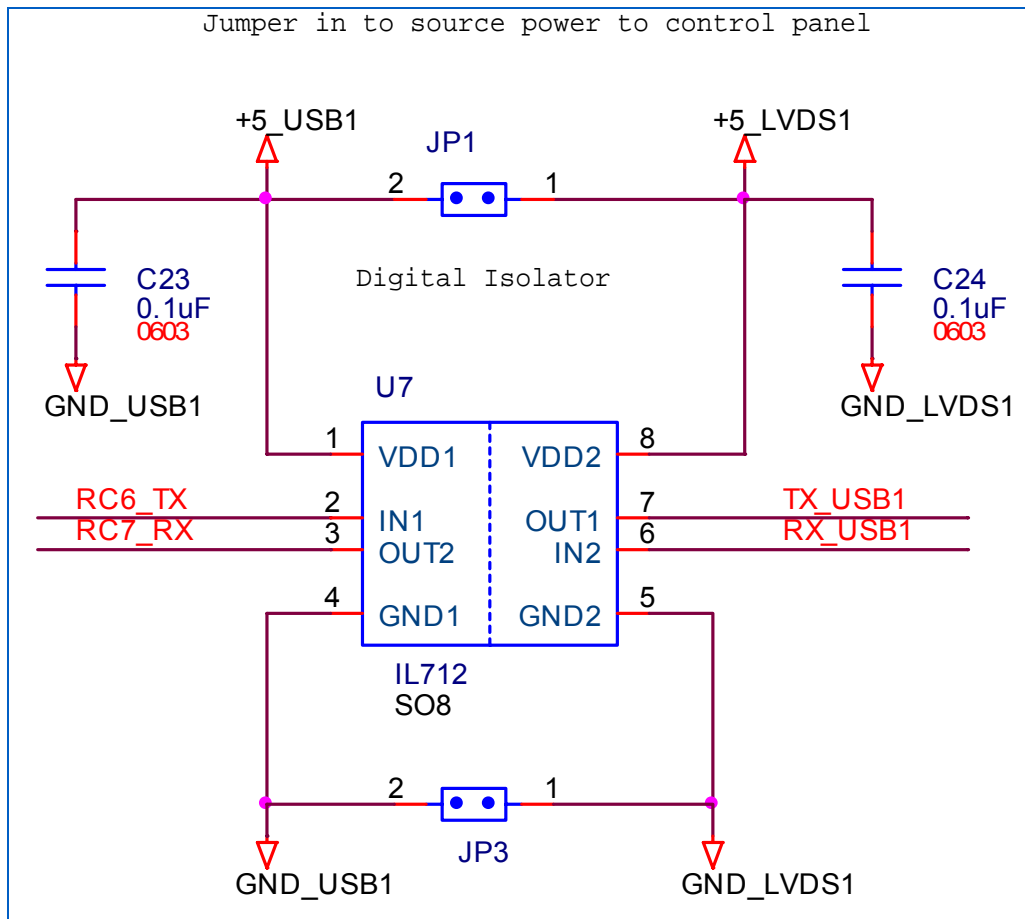 Jumper in to source power to control panel
+5_USB1
+5_LVDS1
JP1
2
1
C23
0.1uF
0603
Digital Isolator
C24
0.1uF
0603
GND_USB1
GND_LVDS1
U7
1
VDD1
VDD2
8
RC6_TX
2
IN1
OUT1
7
TX_USB1
RC7_RX
3
OUT2
IN2
6
RX_USB1
4
GND1
GND2
5
IL712
SO8
2
1
JP3
GND_USB1
GND_LVDS1